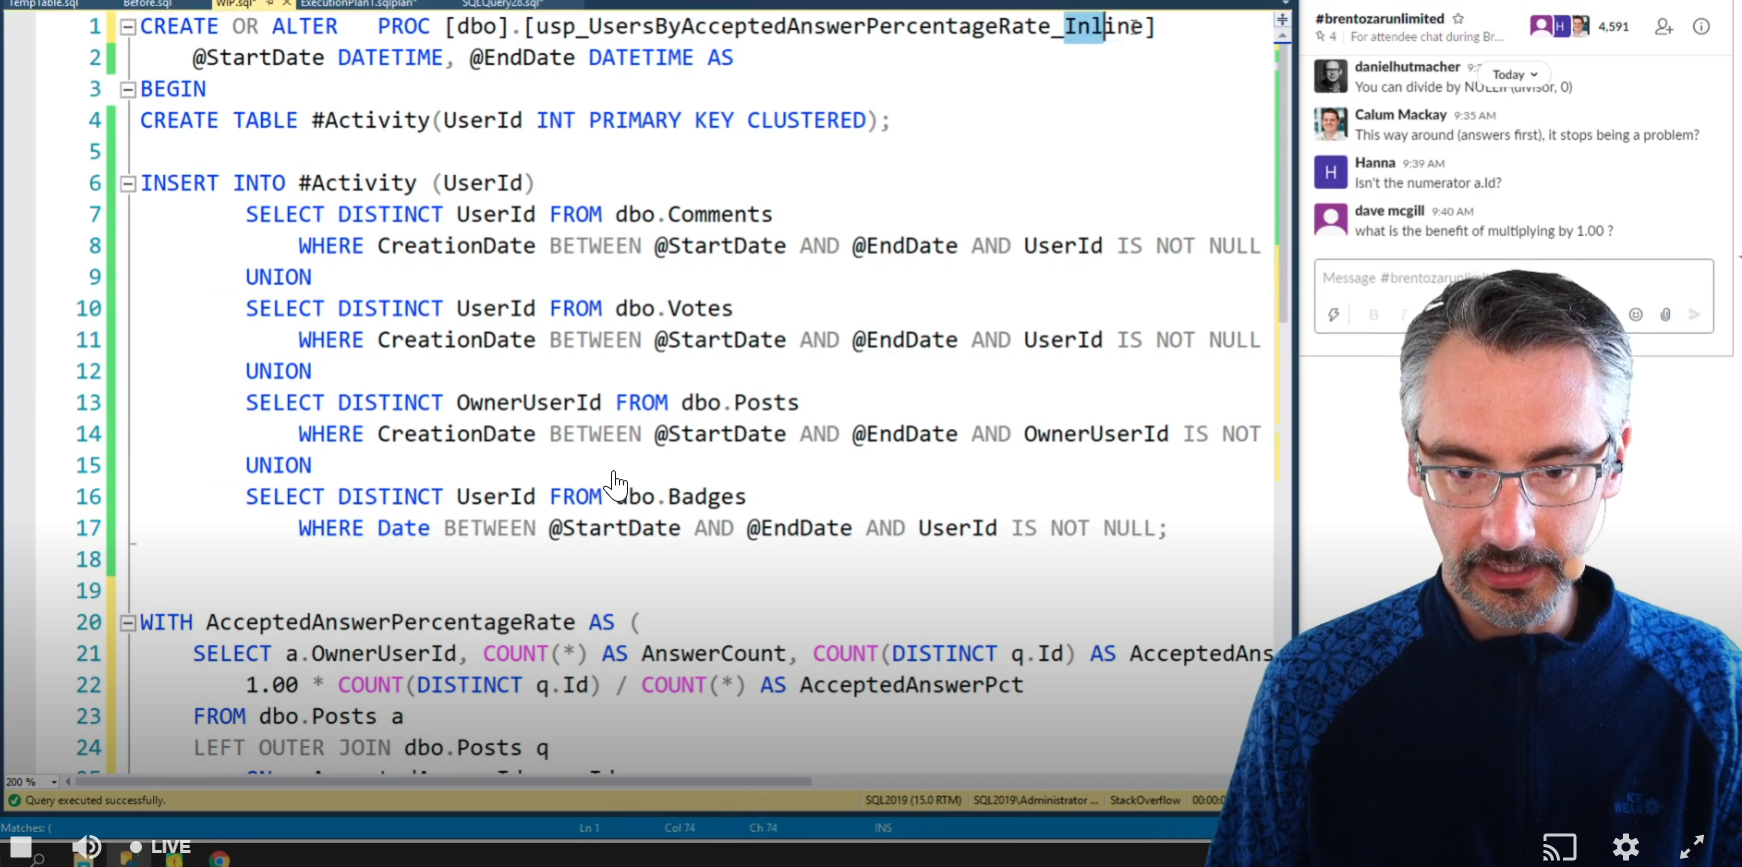 TempTable.sql Before.sql WIP.sql* ExecutionPlan1.sqlplan* SQLQuery28.sql*
1 CREATE OR ALTER PROC [dbo].[usp_UsersByAcceptedAnswerPercentageRate_Inline]
2 @StartDate DATETIME, @EndDate DATETIME AS
3 BEGIN
4 CREATE TABLE #Activity(UserId INT PRIMARY KEY CLUSTERED);
5
6 INSERT INTO #Activity (UserId)
7 SELECT DISTINCT UserId FROM dbo.Comments
8 WHERE CreationDate BETWEEN @StartDate AND @EndDate AND UserId IS NOT NULL
9 UNION
10 SELECT DISTINCT UserId FROM dbo.Votes
11 WHERE CreationDate BETWEEN @StartDate AND @EndDate AND UserId IS NOT NULL
12 UNION
13 SELECT DISTINCT OwnerUserId FROM dbo.Posts
14 WHERE CreationDate BETWEEN @StartDate AND @EndDate AND OwnerUserId IS NOT
15 UNION
16 SELECT DISTINCT UserId FROM dbo.Badges
17 WHERE Date BETWEEN @StartDate AND @EndDate AND UserId IS NOT NULL;
18
19
20 WITH AcceptedAnswerPercentageRate AS (
21 SELECT a.OwnerUserId, COUNT(*) AS AnswerCount, COUNT(DISTINCT q.Id) AS AcceptedAns
22 1.00 * COUNT(DISTINCT q.Id) / COUNT(*) AS AcceptedAnswerPct
23 FROM dbo.Posts a
24 LEFT OUTER JOIN dbo.Posts q
200 %
Query executed successfully. SQL2019 (15.0 RTM) SQL2019\Administrator ... StackOverflow 00:00:0
Matches: ( Ln 1 Col 74 Ch 74 INS
LIVE
#brentozarunlimited 4,591
4 | For attendee chat during Br...
Today
danielhutmacher
You can divide by NULLIF(divisor, 0)
Calum Mackay 9:35 AM
This way around (answers first), it stops being a problem?
H
Hanna 9:39 AM
Isn't the numerator a.Id?
dave mcgill 9:40 AM
what is the benefit of multiplying by 1.00 ?
Message #brentozarunlimi
B I